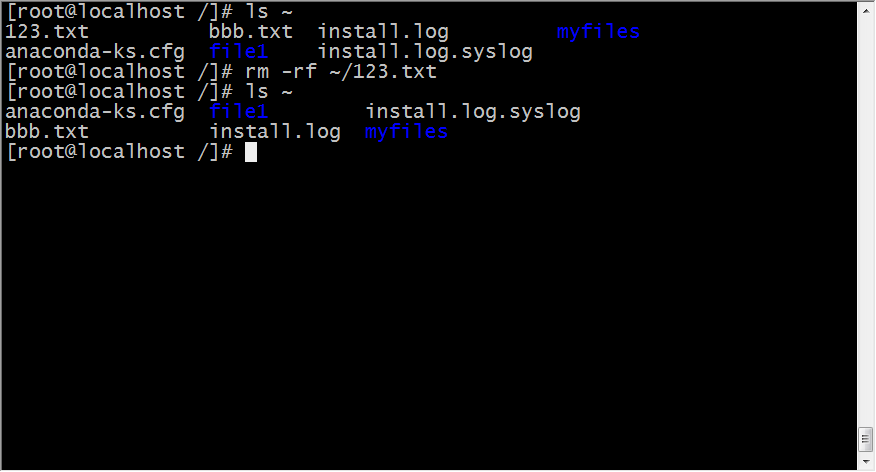 [root@localhost /]# ls ~
123.txt          bbb.txt  install.log         myfiles
anaconda-ks.cfg  file1    install.log.syslog
[root@localhost /]# rm -rf ~/123.txt
[root@localhost /]# ls ~
anaconda-ks.cfg  file1        install.log.syslog
bbb.txt          install.log  myfiles
[root@localhost /]#